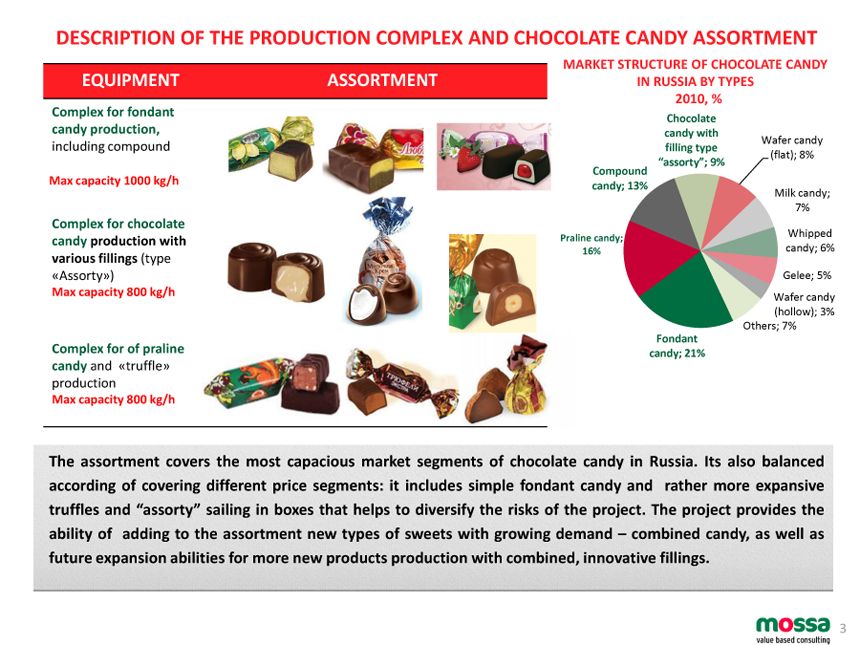 DESCRIPTION OF THE PRODUCTION COMPLEX AND CHOCOLATE CANDY ASSORTMENT
EQUIPMENT ASSORTMENT
Complex for fondant
candy production,
including compound
Max capacity 1000 kg/h
Complex for chocolate
candy production with
various fillings (type
«Assorty»)
Max capacity 800 kg/h
Complex for of praline
candy and «truffle»
production
Max capacity 800 kg/h
ТРЮФЕЛИ
MARKET STRUCTURE OF CHOCOLATE CANDY
IN RUSSIA BY TYPES
2010, %
Chocolate
candy with
filling type
“assorty”; 9%
Wafer candy
(flat); 8%
Milk candy;
7%
Whipped
candy; 6%
Gelee; 5%
Wafer candy
(hollow); 3%
Others; 7%
Fondant
candy; 21%
Praline candy;
16%
Compound
candy; 13%
The assortment covers the most capacious market segments of chocolate candy in Russia. Its also balanced
according of covering different price segments: it includes simple fondant candy and rather more expansive
truffles and “assorty” sailing in boxes that helps to diversify the risks of the project. The project provides the
ability of adding to the assortment new types of sweets with growing demand – combined candy, as well as
future expansion abilities for more new products production with combined, innovative fillings.
mossa
value based consulting
3